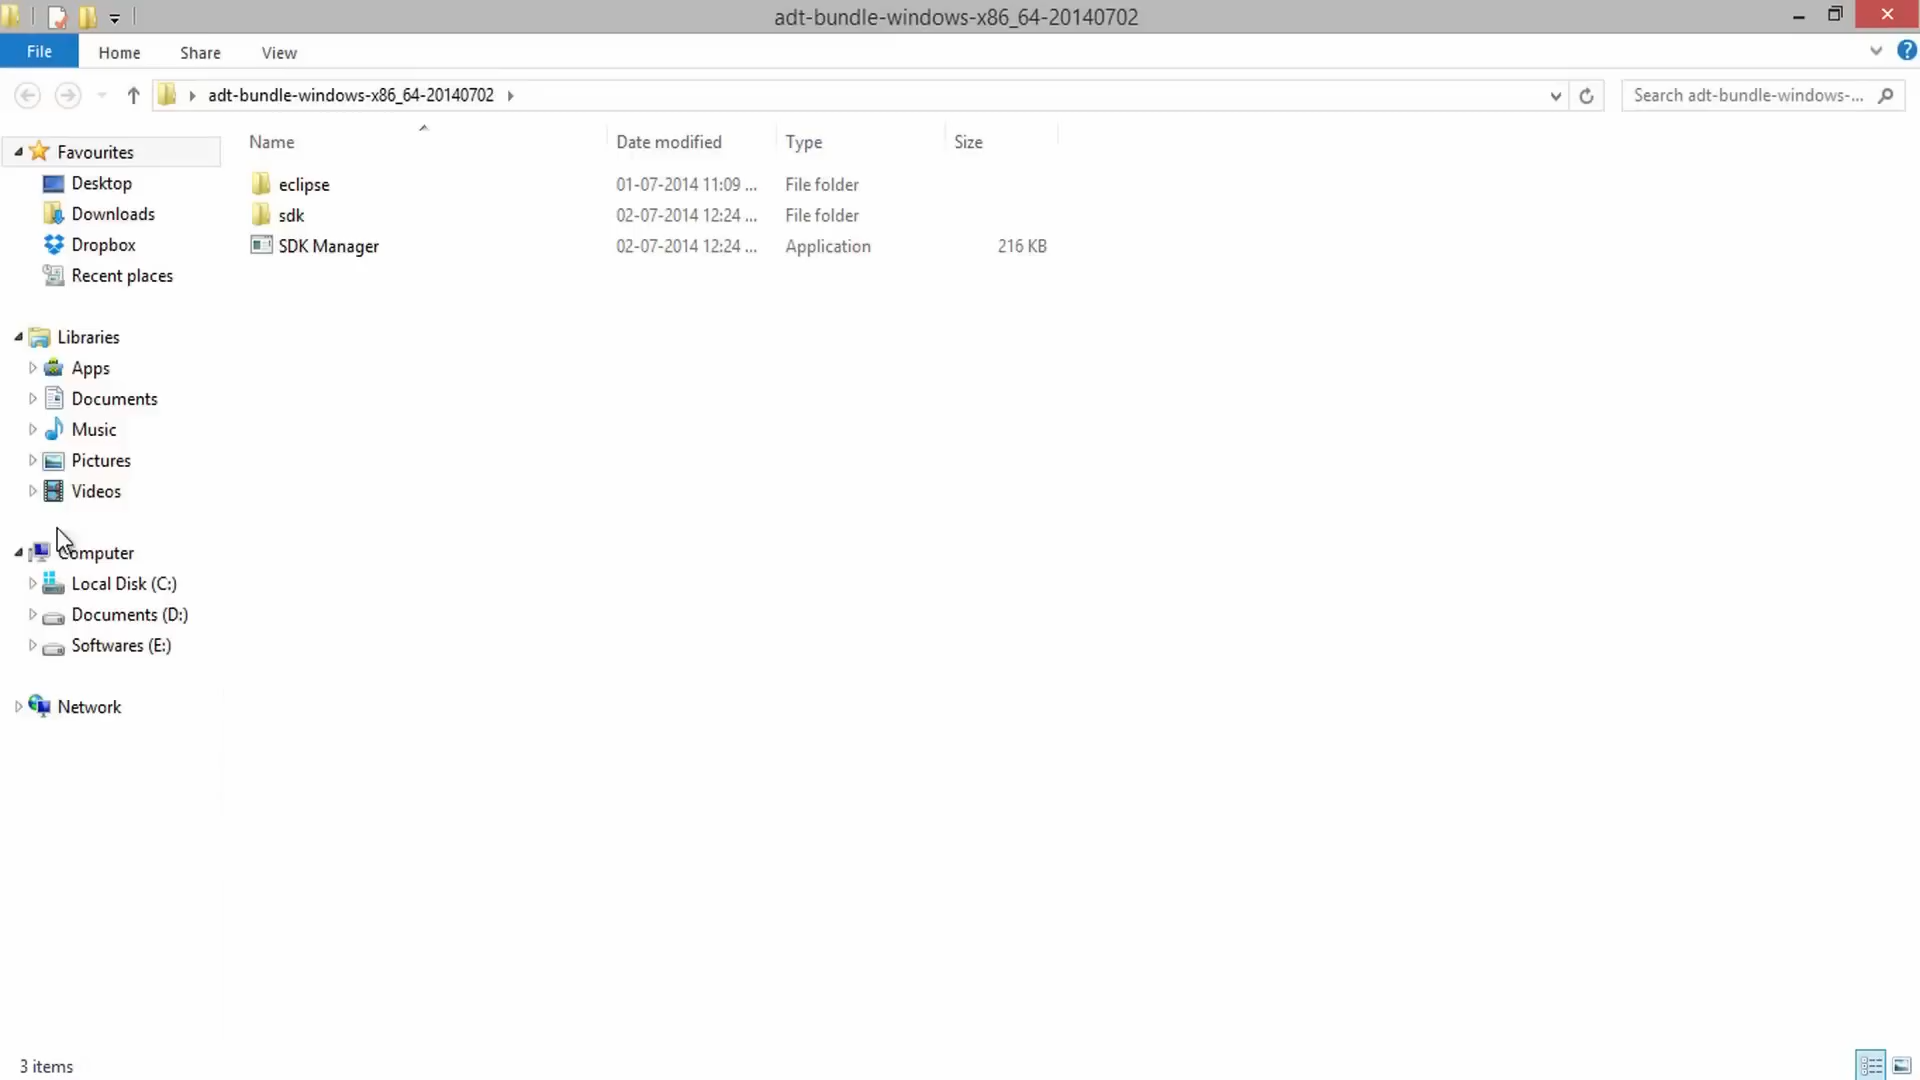 adt-bundle-windows-x86_64-20140702
File Home Share View
adt-bundle-windows-x86_64-20140702
Search adt-bundle-windows-...
Name Date modified Type Size
Favourites
Desktop
Downloads
Dropbox
Recent places
Libraries
Apps
Documents
Music
Pictures
Videos
Computer
Local Disk (C:)
Documents (D:)
Softwares (E:)
Network
eclipse 01-07-2014 11:09 ... File folder
sdk 02-07-2014 12:24 ... File folder
SDK Manager 02-07-2014 12:24 ... Application 216 KB
3 items